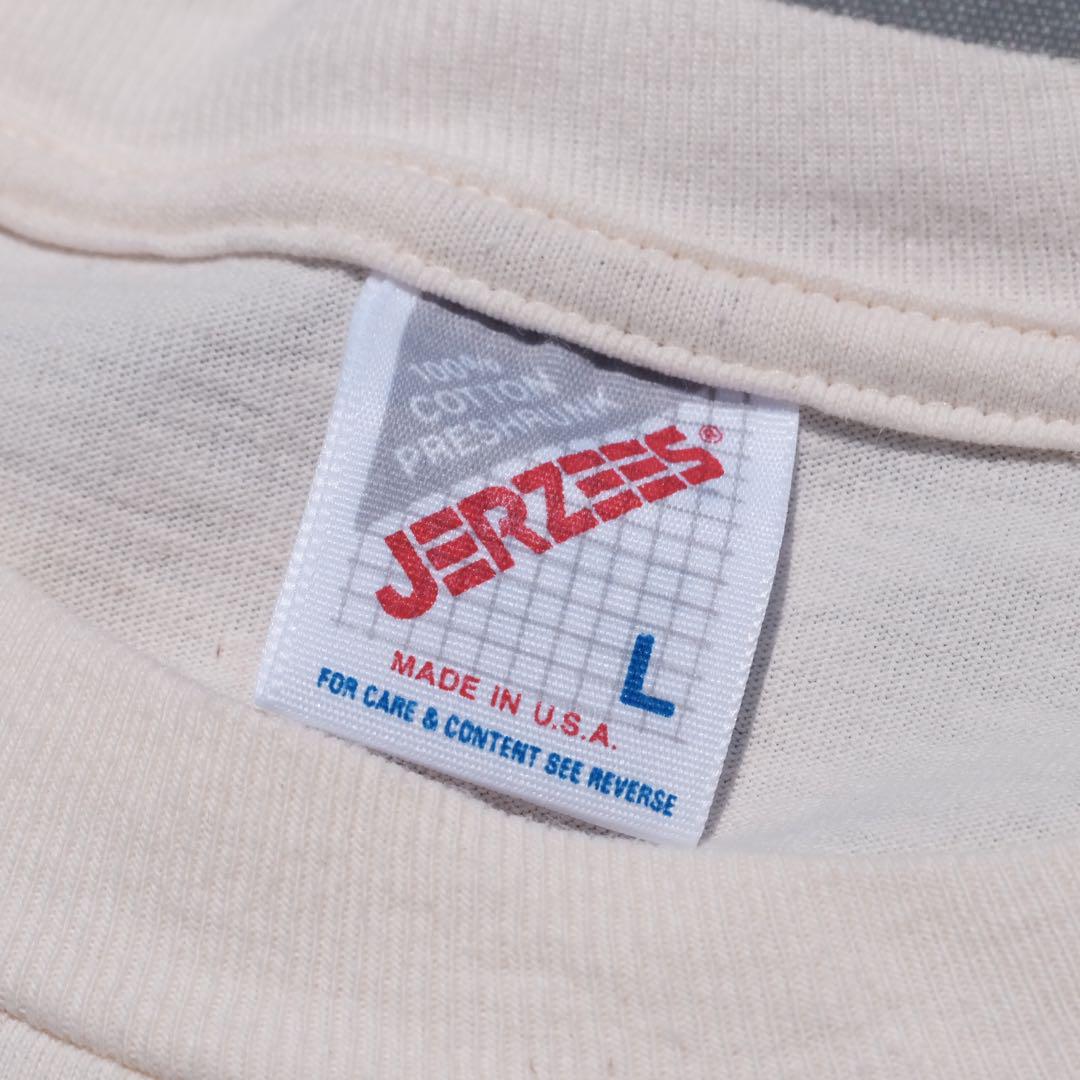 100%
COTTON
PRESHRUNK
JERZEES®
L
MADE IN U.S.A.
FOR CARE & CONTENT SEE REVERSE